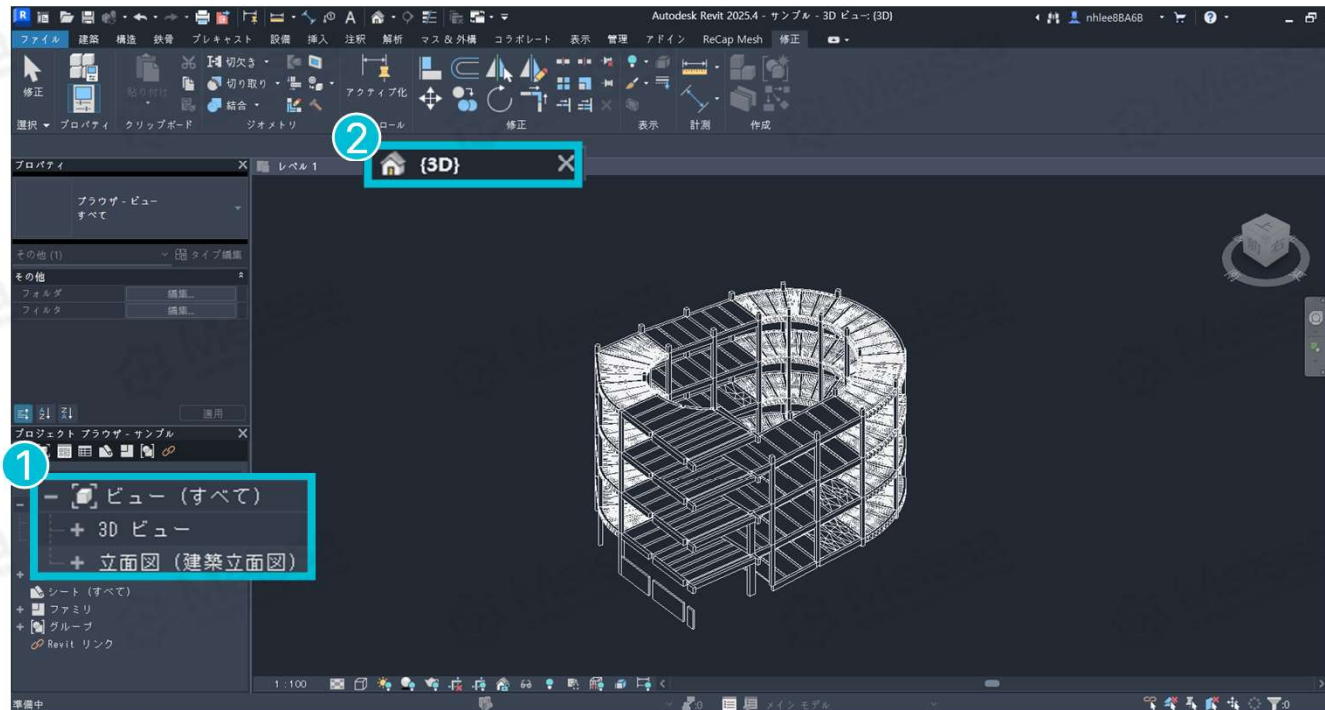 Autodesk Revit 2025.4 - サンプル - 3D ビュー: {3D}
nhlee8BA6B
ファイル 建築 構造 鉄骨 プレキャスト 設備 挿入 注釈 解析 マス & 外構 コラボレート 表示 管理 アドイン ReCap Mesh 修正
修正
貼り付け
切欠き
切り取り
結合
アクティブ化
選択 プロパティ クリップボード ジオメトリ 修正 表示 計測 作成
2
プロパティ
レベル 1
{3D}
ブラウザ - ビュー
すべて
その他 (1)
タイプ編集
その他
フォルダ 編集...
フィルタ 編集...
適用
プロジェクト ブラウザ - サンプル
1
ビュー (すべて)
3D ビュー
立面図 (建築立面図)
シート (すべて)
ファミリ
グループ
Revit リンク
上
前
右
1 : 100
準備中
:0
メイン モデル
:0